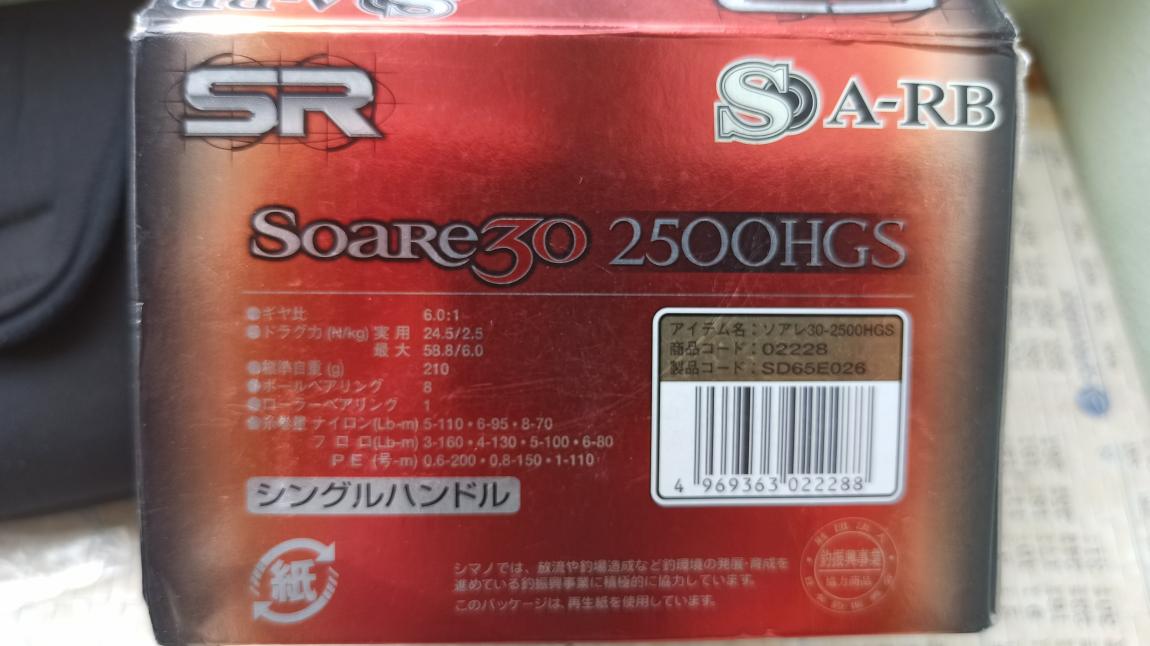 SR
S A-RB
Soare30 2500HGS
●ギヤ比 6.0:1
●ドラグ力(N/kg) 実用 24.5/2.5
最大 58.8/6.0
●標準自重(g) 210
●ボールベアリング 8
●ローラーベアリング 1
●糸巻量 ナイロン(Lb-m) 5-110・6-95・8-70
フロロ(Lb-m) 3-160・4-130・5-100・6-80
PE(号-m) 0.6-200・0.8-150・1-110
シングルハンドル
アイテム名:ソアレ30-2500HGS
商品コード:02228
製品コード:SD65E026
4 969363 022288
紙
シマノでは、放流や釣場造成など釣環境の発展・育成を
進めている釣振興事業に積極的に協力しています。
このパッケージは、再生紙を使用しています。
財団法人
釣振興事業
協力商品